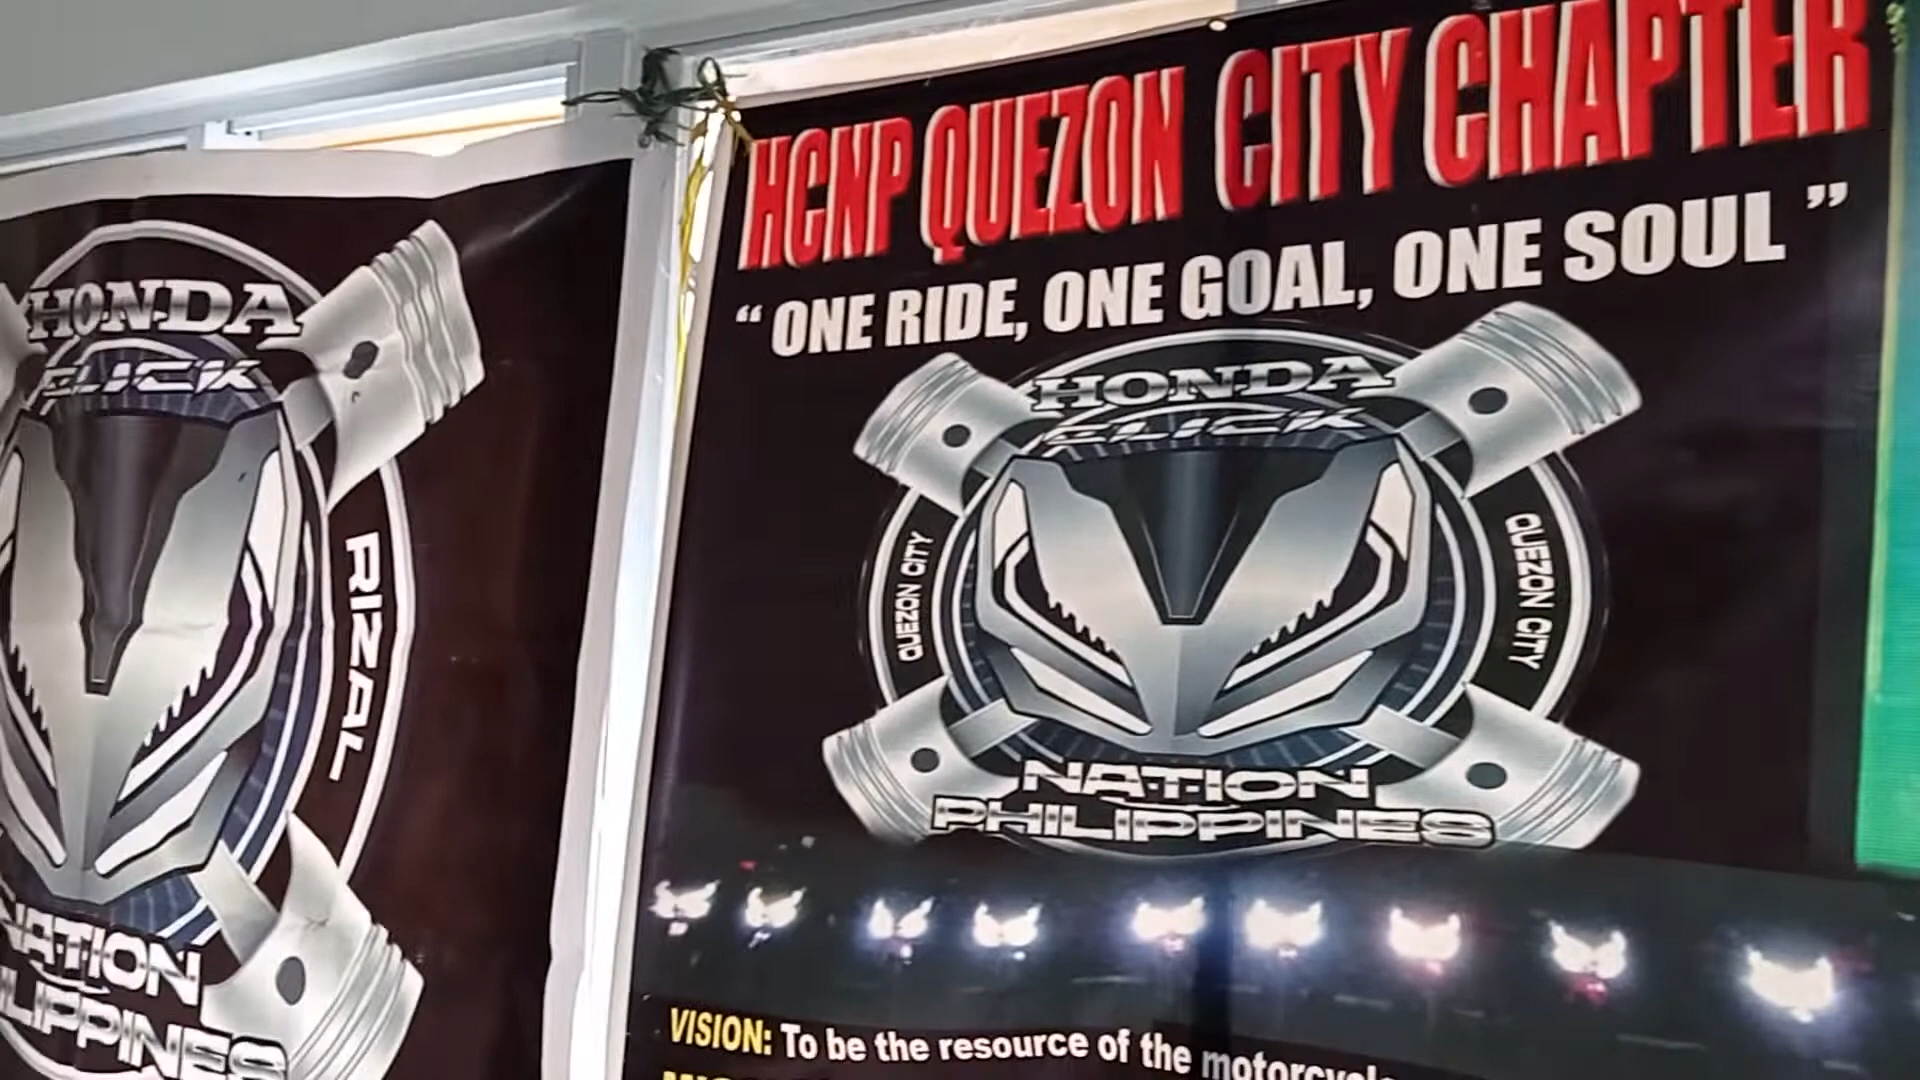 HONDA
CLICK
RIZAL
NATION
HCNP QUEZON CITY CHAPTER
“ ONE RIDE, ONE GOAL, ONE SOUL ”
HONDA
CLICK
QUEZON CITY
QUEZON CITY
NATION
PHILIPPINES
VISION: To be the resource of the